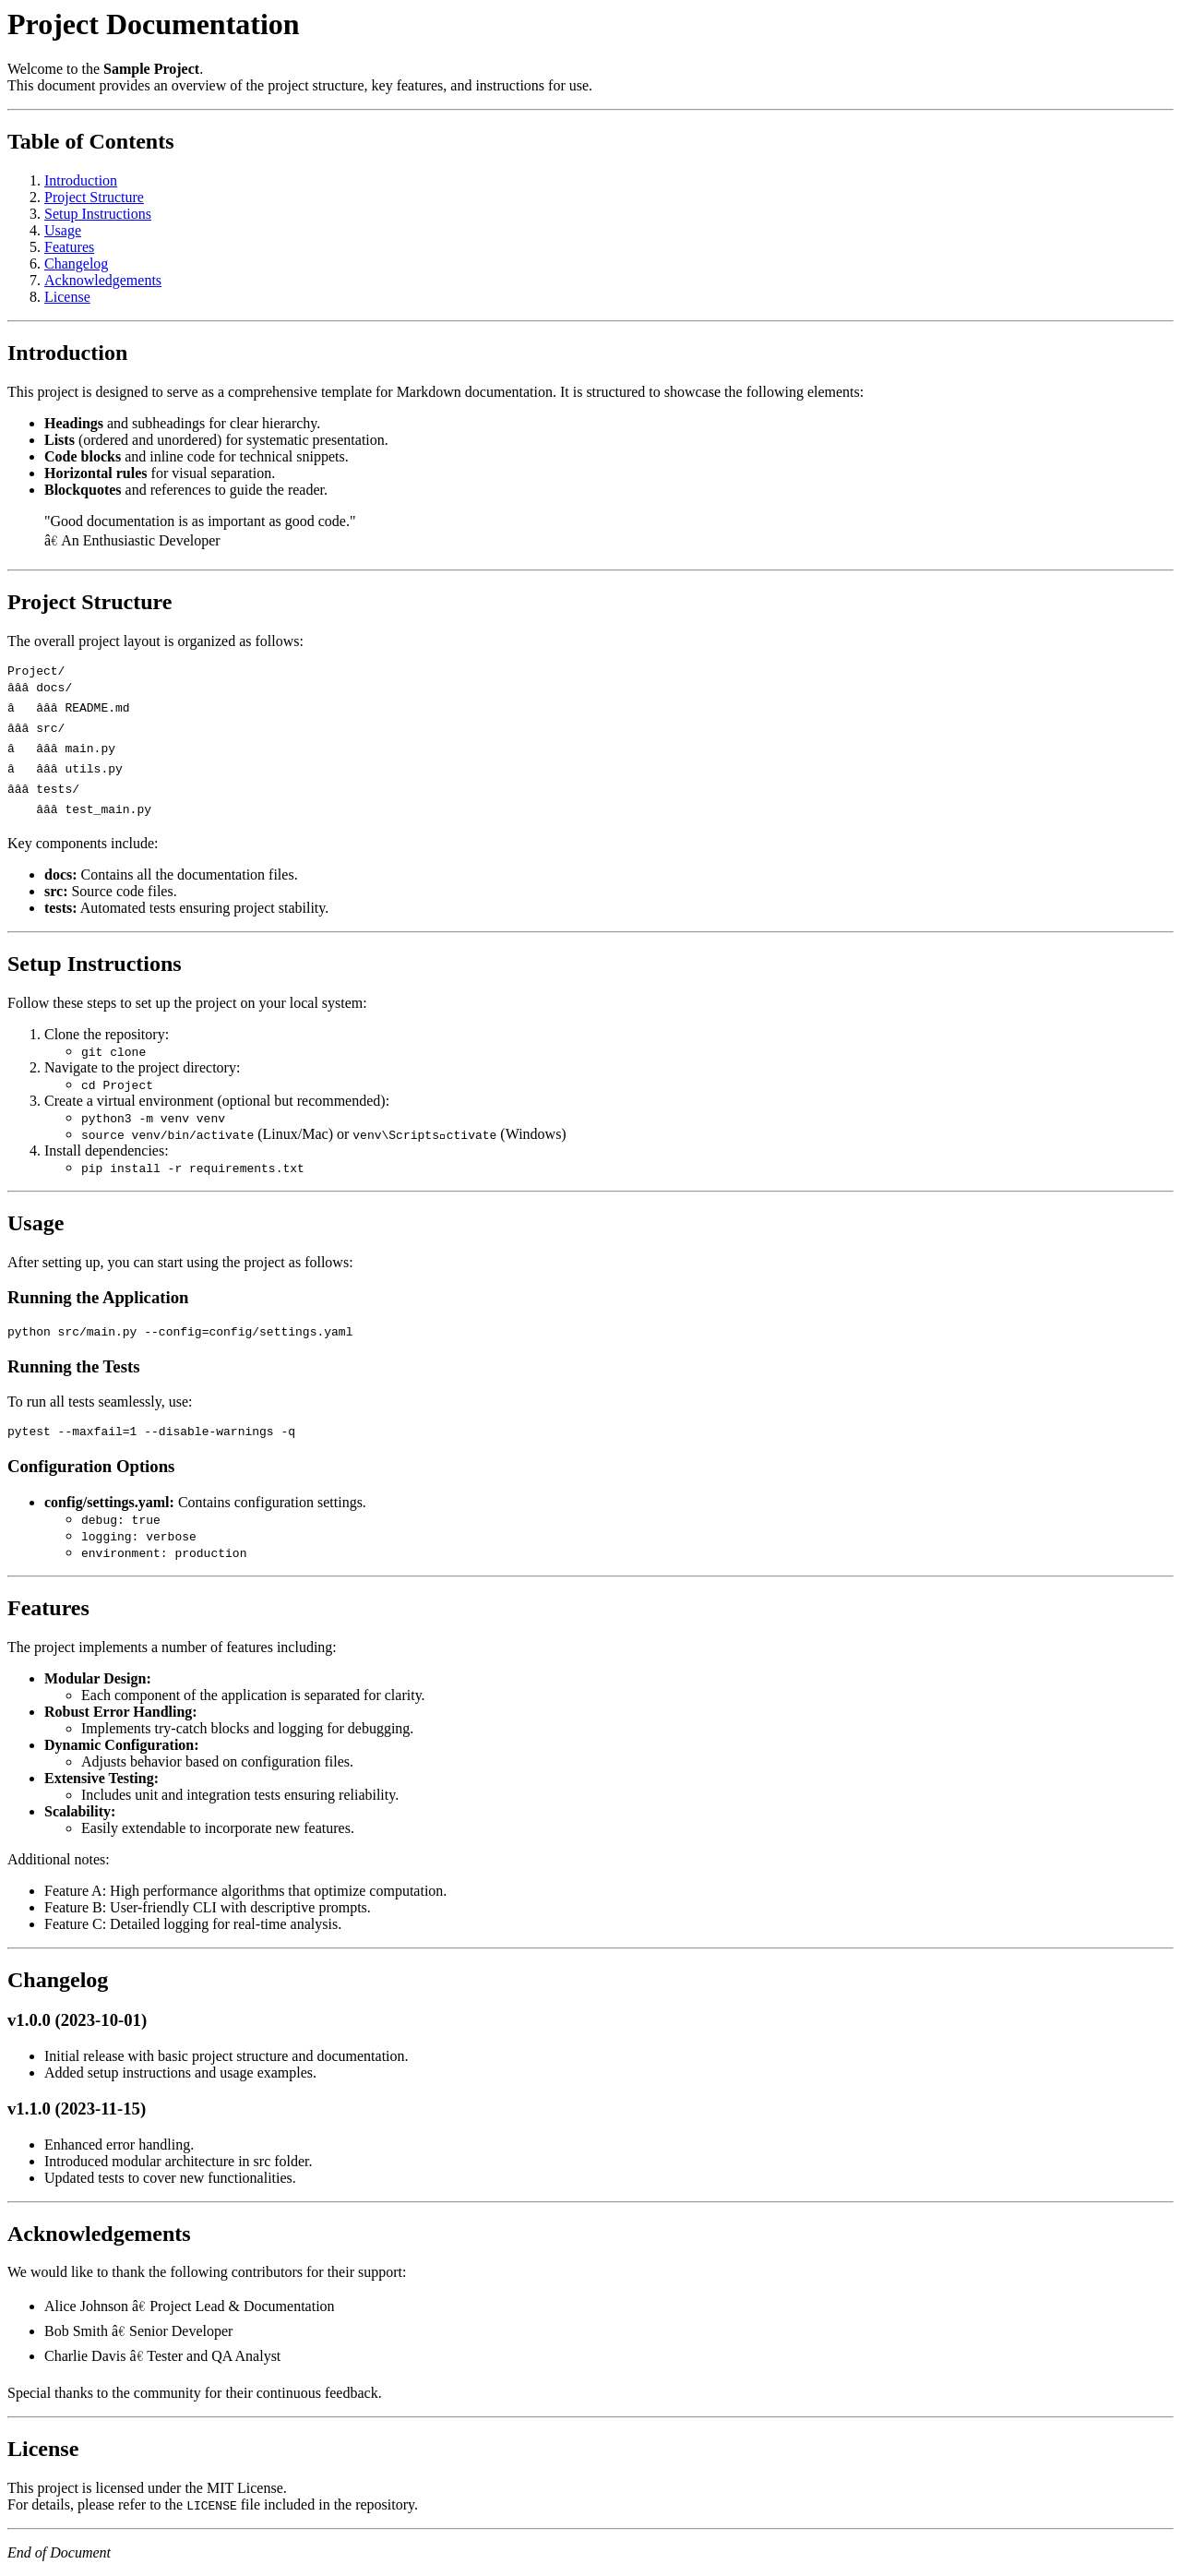 Project Documentation
Welcome to the Sample Project.
This document provides an overview of the project structure, key features, and instructions for use.
Table of Contents
1. Introduction
2. Project Structure
3. Setup Instructions
4. Usage
5. Features
6. Changelog
7. Acknowledgements
8. License
Introduction
This project is designed to serve as a comprehensive template for Markdown documentation. It is structured to showcase the following elements:
• Headings and subheadings for clear hierarchy.
• Lists (ordered and unordered) for systematic presentation.
• Code blocks and inline code for technical snippets.
• Horizontal rules for visual separation.
• Blockquotes and references to guide the reader.
"Good documentation is as important as good code."
â€ An Enthusiastic Developer
Project Structure
The overall project layout is organized as follows:
Project/
âââ docs/
â   âââ README.md
âââ src/
â   âââ main.py
â   âââ utils.py
âââ tests/
    âââ test_main.py
Key components include:
• docs: Contains all the documentation files.
• src: Source code files.
• tests: Automated tests ensuring project stability.
Setup Instructions
Follow these steps to set up the project on your local system:
1. Clone the repository:
◦ git clone
2. Navigate to the project directory:
◦ cd Project
3. Create a virtual environment (optional but recommended):
◦ python3 -m venv venv
◦ source venv/bin/activate (Linux/Mac) or venv\Scripts▫ctivate (Windows)
4. Install dependencies:
◦ pip install -r requirements.txt
Usage
After setting up, you can start using the project as follows:
Running the Application
python src/main.py --config=config/settings.yaml
Running the Tests
To run all tests seamlessly, use:
pytest --maxfail=1 --disable-warnings -q
Configuration Options
• config/settings.yaml: Contains configuration settings.
◦ debug: true
◦ logging: verbose
◦ environment: production
Features
The project implements a number of features including:
• Modular Design:
◦ Each component of the application is separated for clarity.
• Robust Error Handling:
◦ Implements try-catch blocks and logging for debugging.
• Dynamic Configuration:
◦ Adjusts behavior based on configuration files.
• Extensive Testing:
◦ Includes unit and integration tests ensuring reliability.
• Scalability:
◦ Easily extendable to incorporate new features.
Additional notes:
• Feature A: High performance algorithms that optimize computation.
• Feature B: User-friendly CLI with descriptive prompts.
• Feature C: Detailed logging for real-time analysis.
Changelog
v1.0.0 (2023-10-01)
• Initial release with basic project structure and documentation.
• Added setup instructions and usage examples.
v1.1.0 (2023-11-15)
• Enhanced error handling.
• Introduced modular architecture in src folder.
• Updated tests to cover new functionalities.
Acknowledgements
We would like to thank the following contributors for their support:
• Alice Johnson â€ Project Lead & Documentation
• Bob Smith â€ Senior Developer
• Charlie Davis â€ Tester and QA Analyst
Special thanks to the community for their continuous feedback.
License
This project is licensed under the MIT License.
For details, please refer to the LICENSE file included in the repository.
End of Document